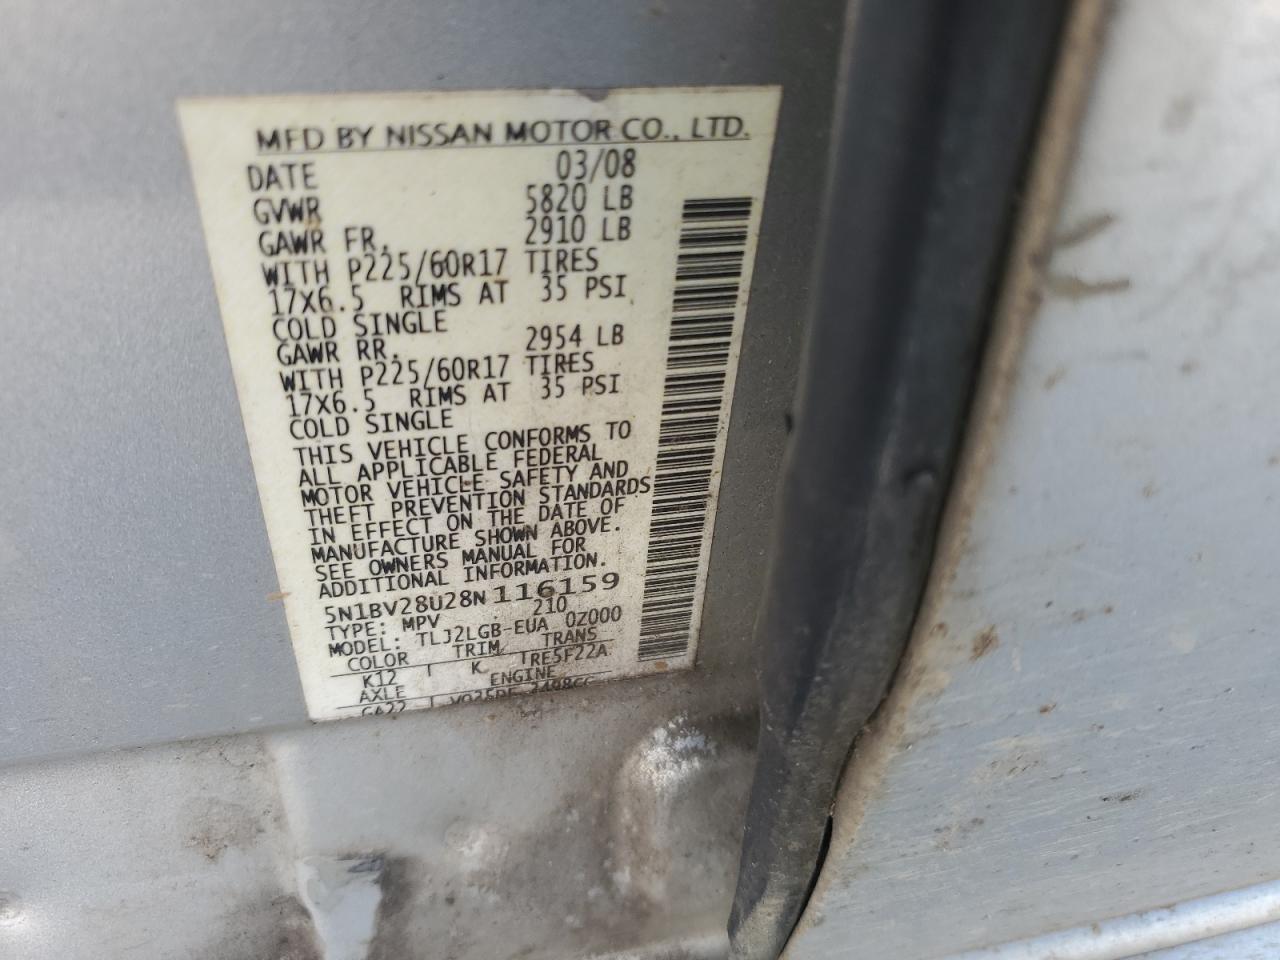 MFD BY NISSAN MOTOR CO., LTD.
DATE 03/08
GVWR 5820 LB
GAWR FR. 2910 LB
WITH P225/60R17 TIRES
17X6.5 RIMS AT 35 PSI
COLD SINGLE
GAWR RR. 2954 LB
WITH P225/60R17 TIRES
17X6.5 RIMS AT 35 PSI
COLD SINGLE
THIS VEHICLE CONFORMS TO
ALL APPLICABLE FEDERAL
MOTOR VEHICLE SAFETY AND
THEFT PREVENTION STANDARDS
IN EFFECT ON THE DATE OF
MANUFACTURE SHOWN ABOVE.
SEE OWNERS MANUAL FOR
ADDITIONAL INFORMATION.
5N1BV28U28N116159
TYPE: MPV 210
MODEL: TLJ2LGB-EUA 0Z000
COLOR TRIM TRANS
K12 K TRE5F22A
AXLE ENGINE